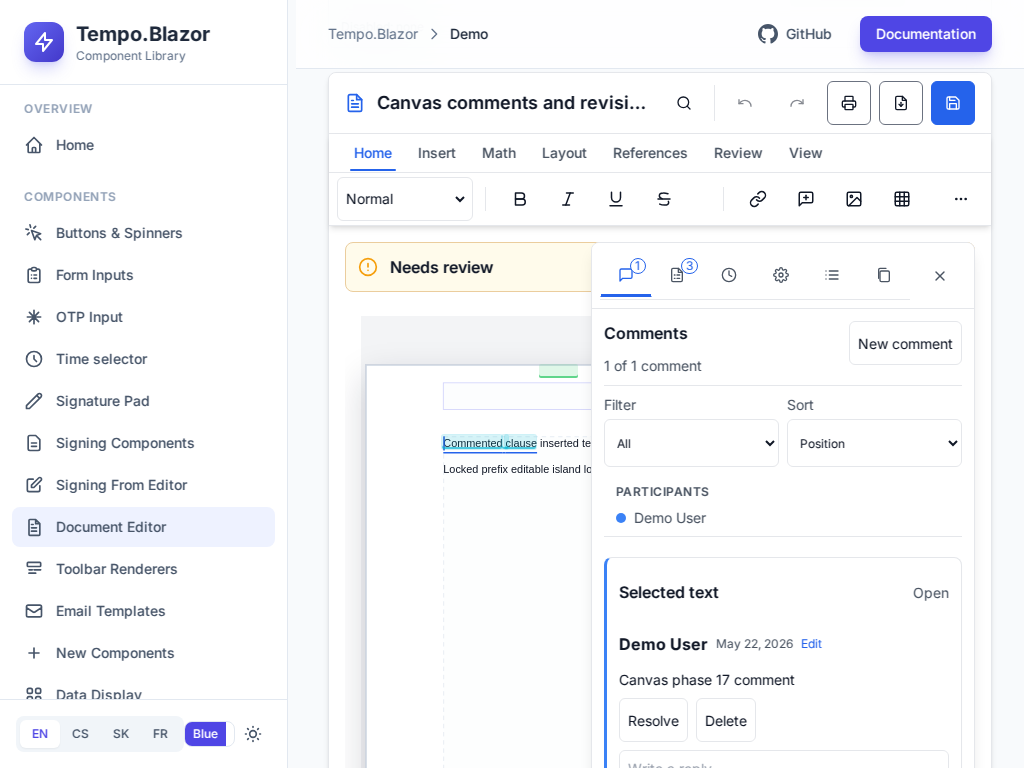 Tempo.Blazor
Component Library
OVERVIEW
Home
COMPONENTS
Buttons & Spinners
Form Inputs
OTP Input
Time selector
Signature Pad
Signing Components
Signing From Editor
Document Editor
Toolbar Renderers
Email Templates
New Components
Data Display
EN CS SK FR Blue
Tempo.Blazor Demo
GitHub
Documentation
Canvas comments and revisi...
Home Insert Math Layout References Review View
Normal
Needs review
Commented clause inserted te
Locked prefix editable island lo
1
3
Comments
New comment
1 of 1 comment
Filter Sort
All Position
PARTICIPANTS
Demo User
Selected text Open
Demo User May 22, 2026 Edit
Canvas phase 17 comment
Resolve Delete
Write a reply